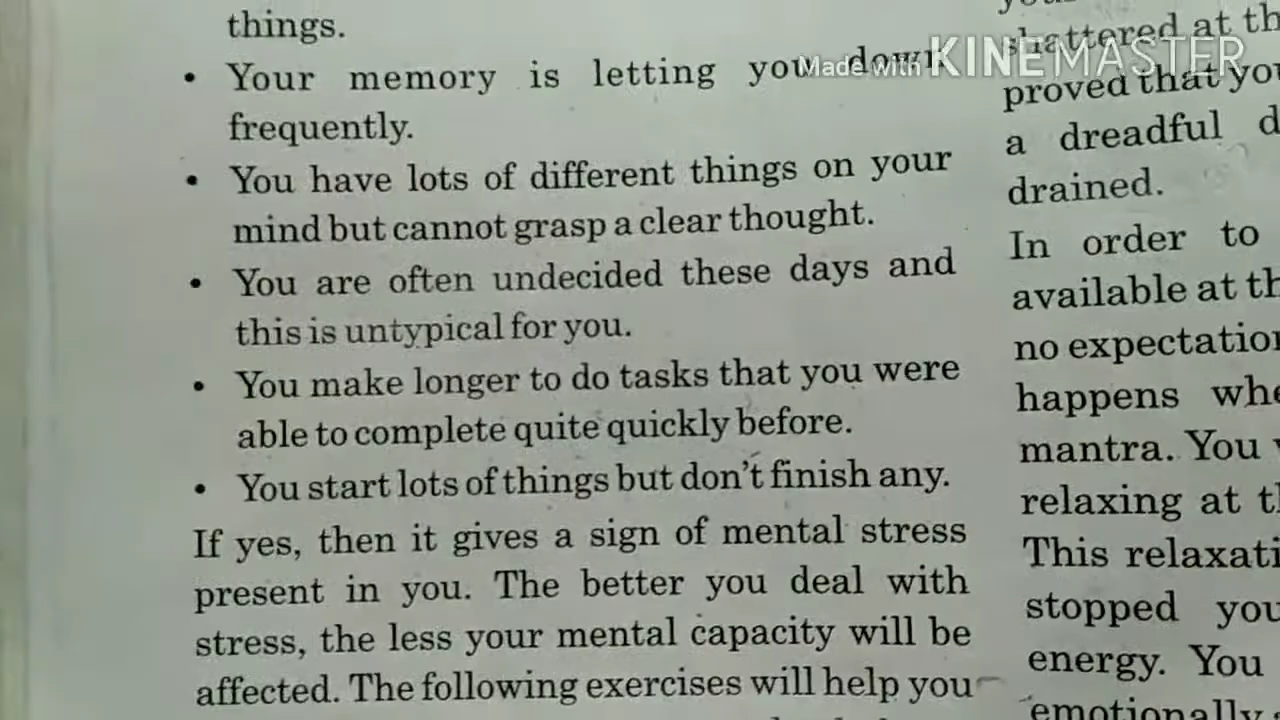 things.
• Your memory is letting you down
frequently.
• You have lots of different things on your
mind but cannot grasp a clear thought.
• You are often undecided these days and
this is untypical for you.
• You make longer to do tasks that you were
able to complete quite quickly before.
• You start lots of things but don't finish any.
If yes, then it gives a sign of mental stress
present in you. The better you deal with
stress, the less your mental capacity will be
affected. The following exercises will help you
shattered at th
proved that you
a dreadful d
drained.
In order to
available at th
no expectation
happens whe
mantra. You
relaxing at t
This relaxati
stopped you
energy. You
emotionally
Made with KINEMASTER